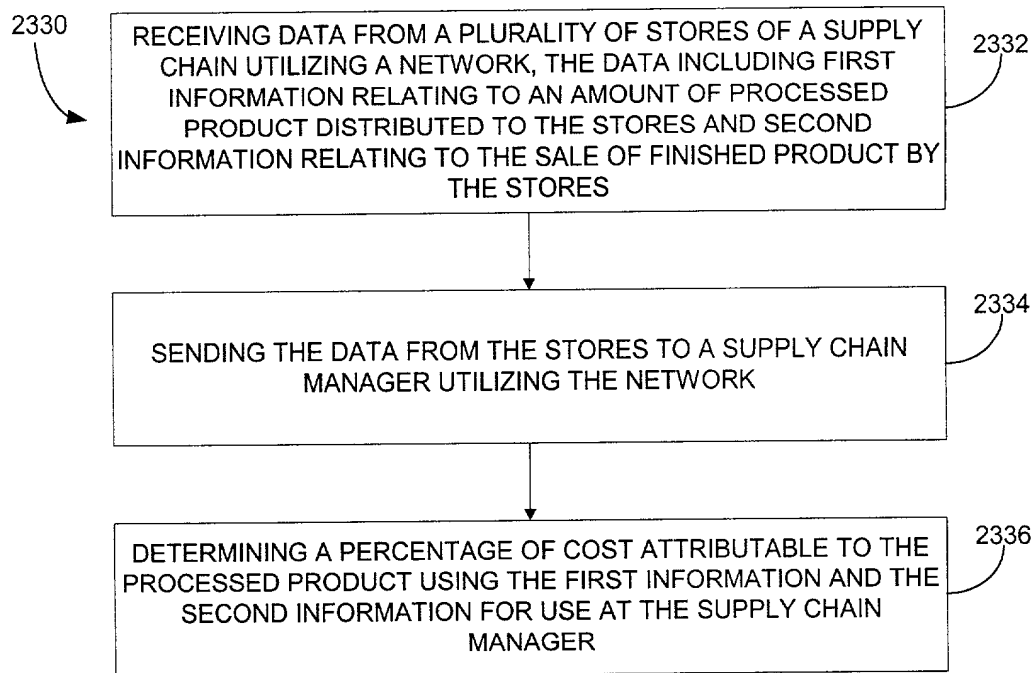 2330
RECEIVING DATA FROM A PLURALITY OF STORES OF A SUPPLY
CHAIN UTILIZING A NETWORK, THE DATA INCLUDING FIRST
INFORMATION RELATING TO AN AMOUNT OF PROCESSED
PRODUCT DISTRIBUTED TO THE STORES AND SECOND
INFORMATION RELATING TO THE SALE OF FINISHED PRODUCT BY
THE STORES
2332
SENDING THE DATA FROM THE STORES TO A SUPPLY CHAIN
MANAGER UTILIZING THE NETWORK
2334
DETERMINING A PERCENTAGE OF COST ATTRIBUTABLE TO THE
PROCESSED PRODUCT USING THE FIRST INFORMATION AND THE
SECOND INFORMATION FOR USE AT THE SUPPLY CHAIN
MANAGER
2336